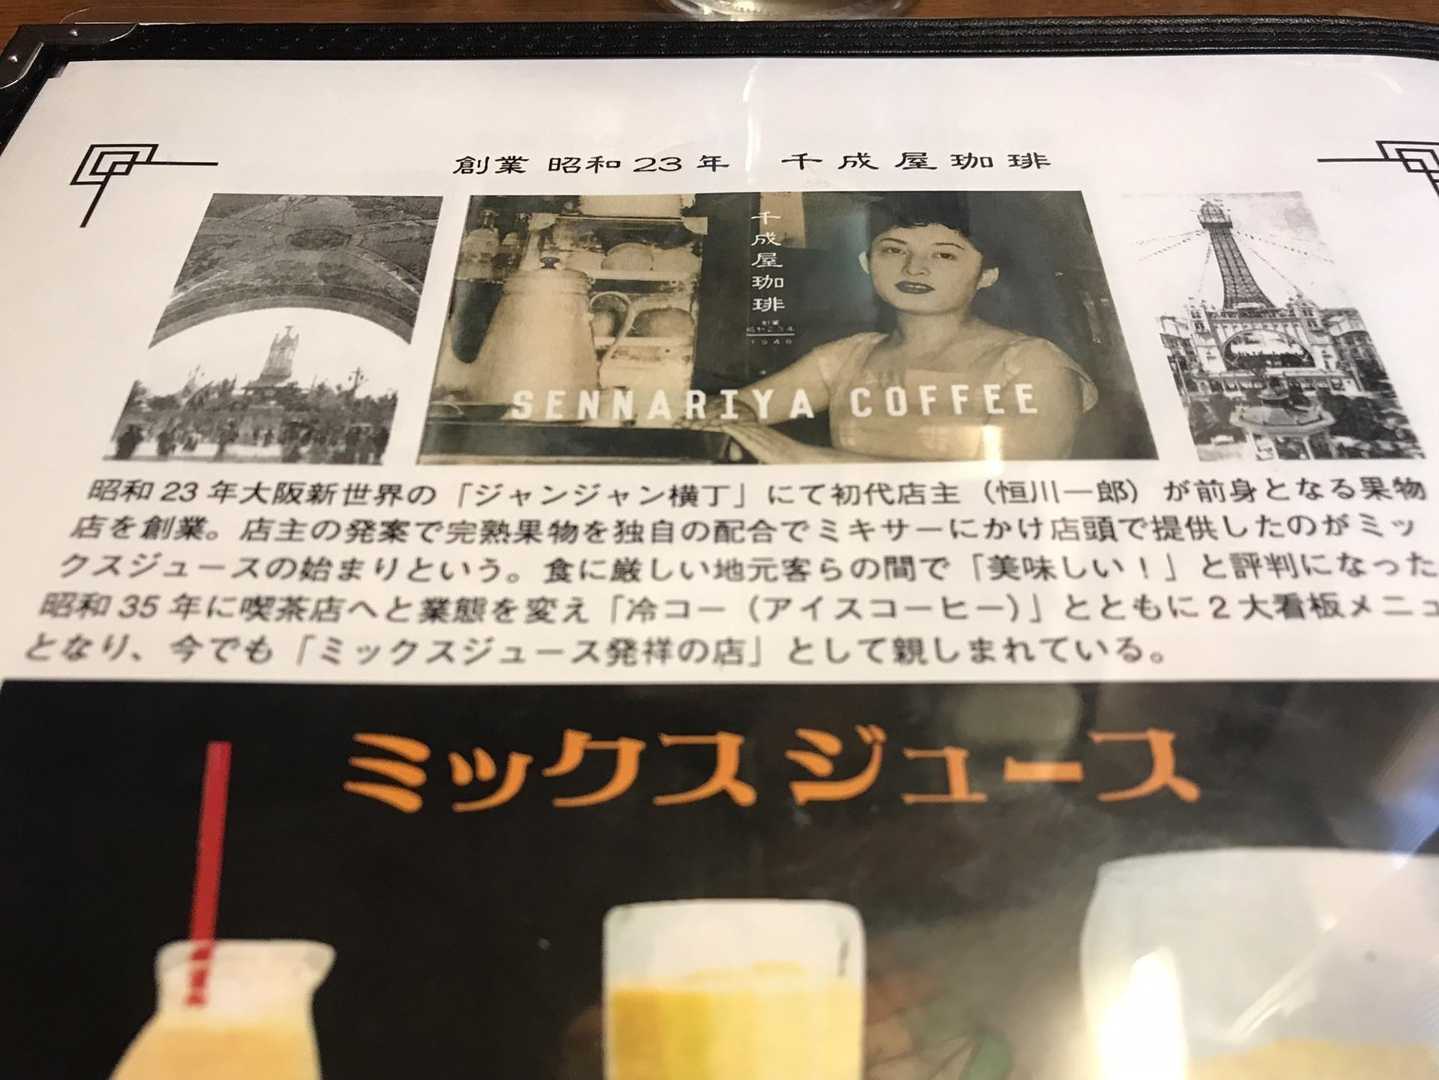 創業 昭和23年 千成屋珈琲
千成屋珈琲
創業
昭和23年
1948
SENNARIYA COFFEE
昭和23年大阪新世界の「ジャンジャン横丁」にて初代店主（恒川一郎）が前身となる果物
店を創業。店主の発案で完熟果物を独自の配合でミキサーにかけ店頭で提供したのがミッ
クスジュースの始まりという。食に厳しい地元客らの間で「美味しい！」と評判になった
昭和35年に喫茶店へと業態を変え「冷コー（アイスコーヒー）」とともに2大看板メニュ
となり、今でも「ミックスジュース発祥の店」として親しまれている。
ミックスジュース